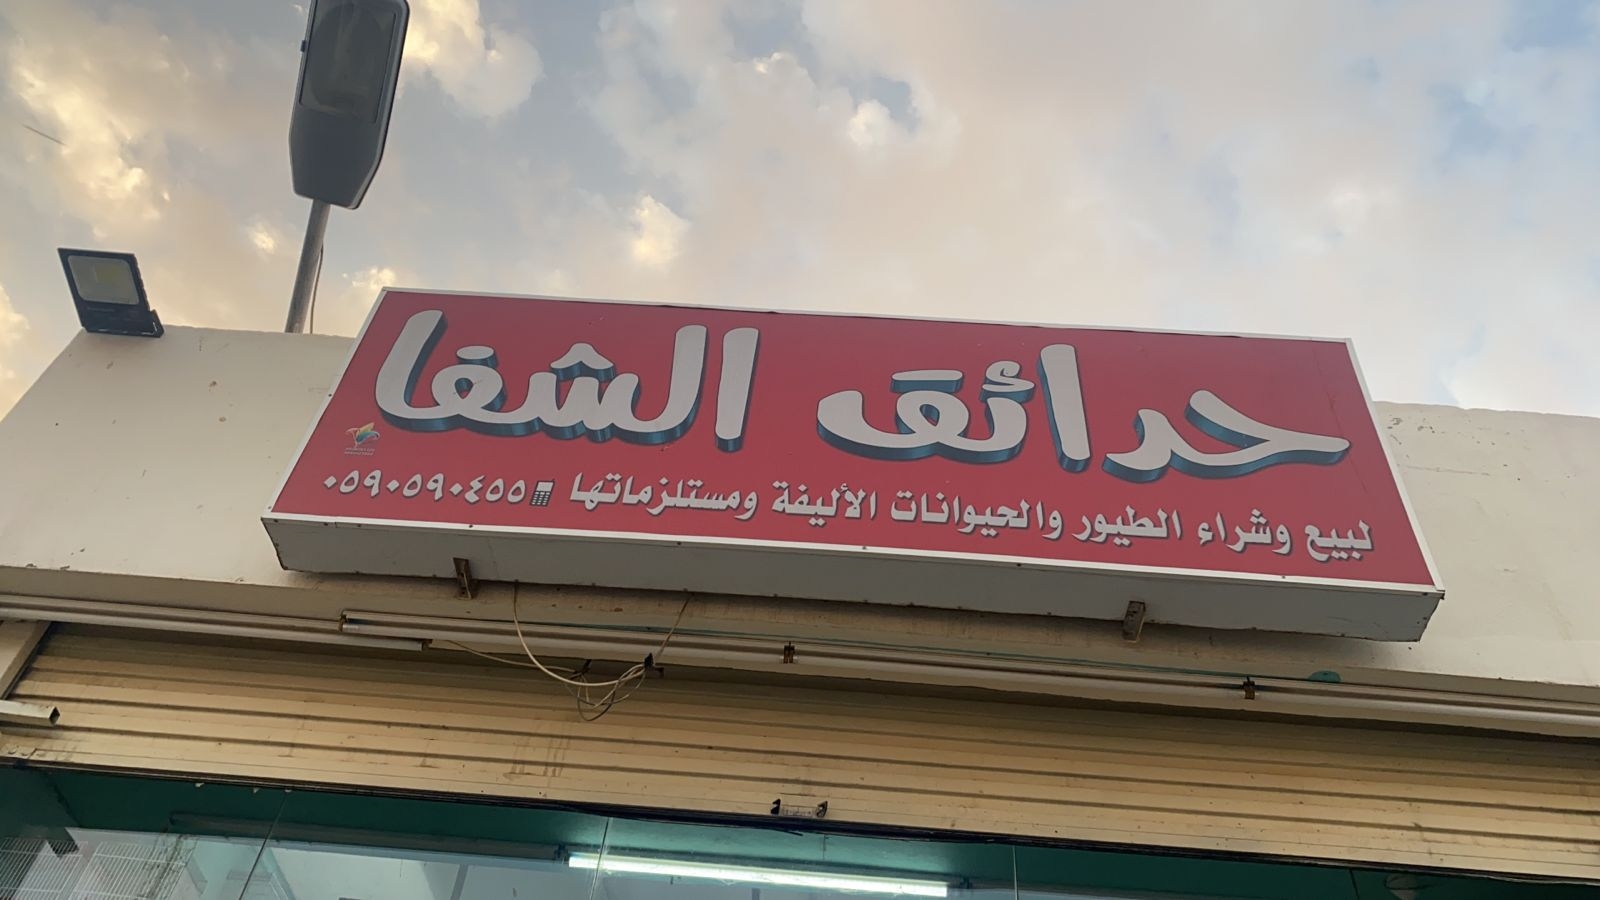 حرائق الشفا
لبيع وشراء الطيور والحيوانات الأليفة ومستلزماتها ٠٥٩٠٥٩٠٤٥٥